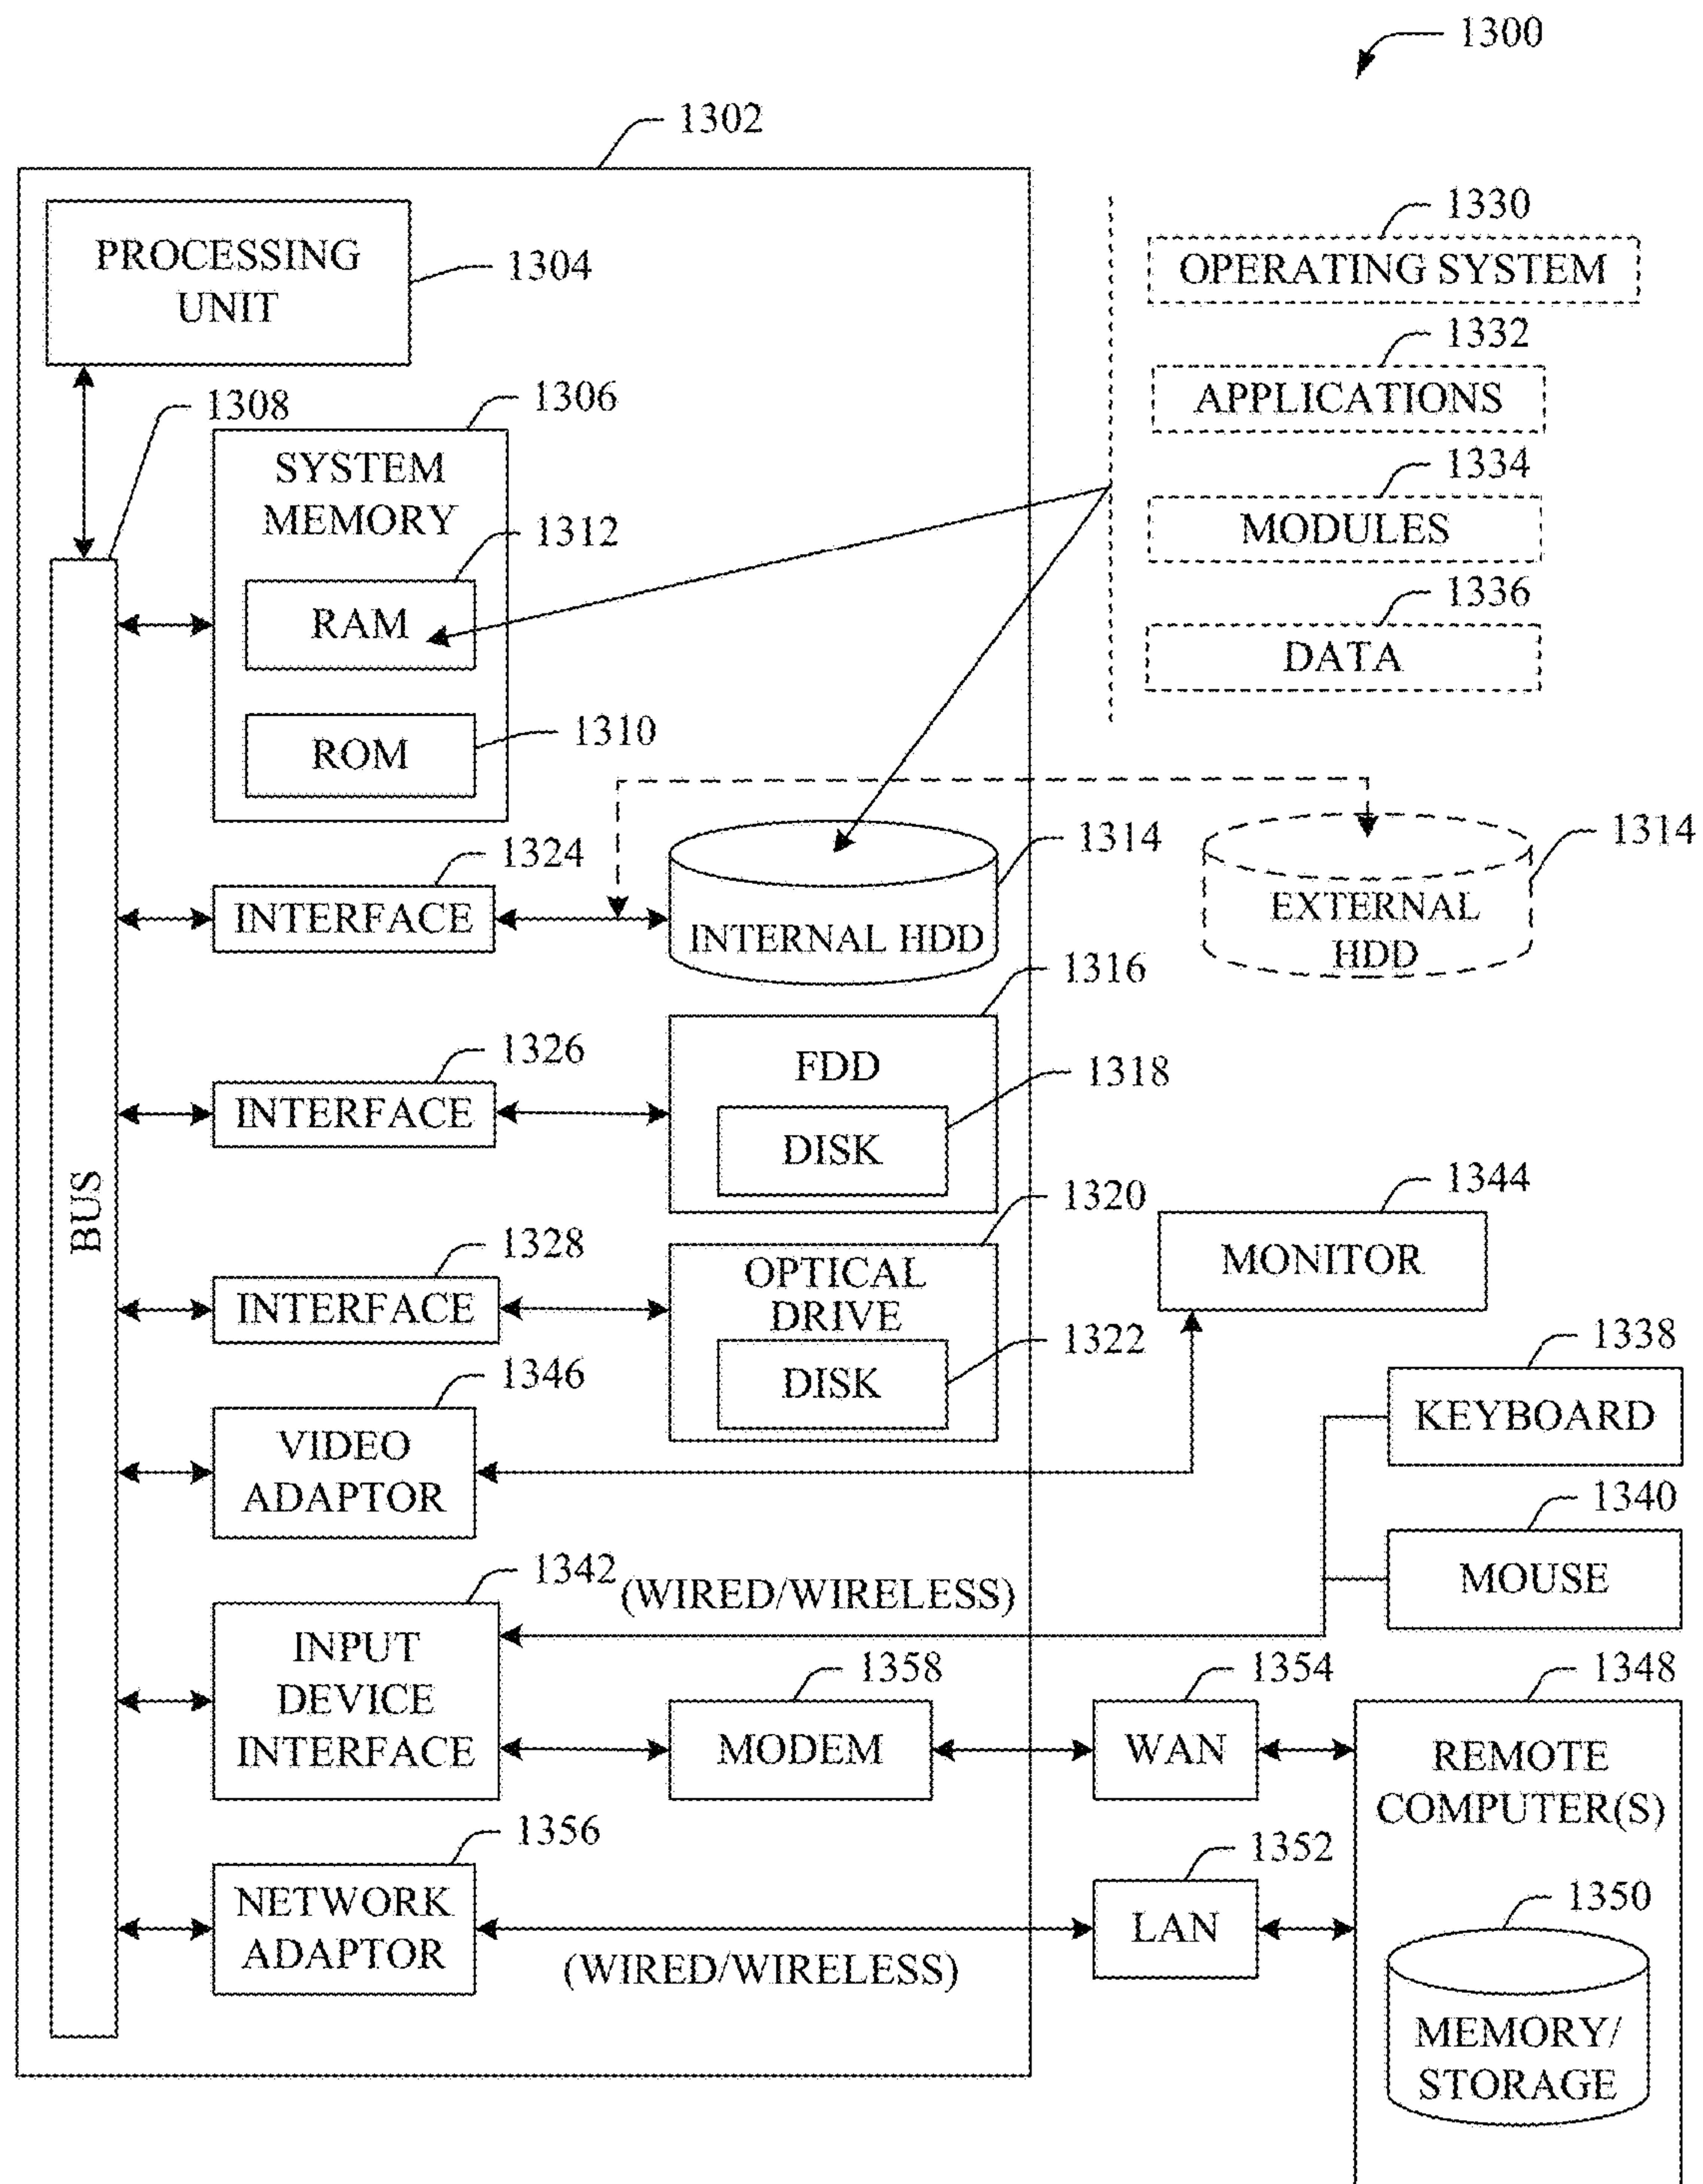 1300
1302
PROCESSING
UNIT
1304
1330
OPERATING SYSTEM
1332
APPLICATIONS
1334
MODULES
1336
DATA
1308
1306
SYSTEM
MEMORY
1312
RAM
1310
ROM
1324
INTERFACE
1314
INTERNAL HDD
1314
EXTERNAL
HDD
1326
INTERFACE
1316
FDD
1318
DISK
BUS
1328
INTERFACE
1320
OPTICAL
DRIVE
1322
DISK
1344
MONITOR
1346
VIDEO
ADAPTOR
1338
KEYBOARD
1340
MOUSE
1342
(WIRED/WIRELESS)
INPUT
DEVICE
INTERFACE
1358
MODEM
1354
WAN
1348
REMOTE
COMPUTER(S)
1356
NETWORK
ADAPTOR
(WIRED/WIRELESS)
1352
LAN
1350
MEMORY/
STORAGE